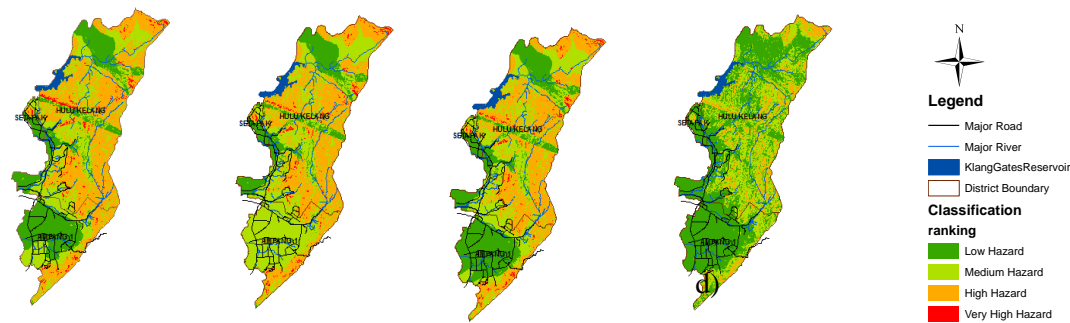 N
Legend
Major Road
Major River
KlangGatesReservoir
District Boundary
Classification
ranking
Low Hazard
Medium Hazard
High Hazard
Very High Hazard
HULU KELANG
HULU KELANG
HULU KELANG
HULU KELANG
d)